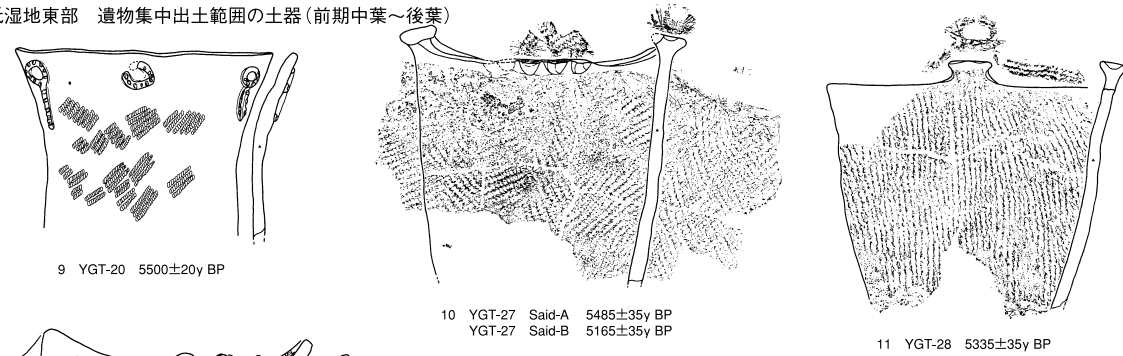 湿地東部　遺物集中出土範囲の土器(前期中葉～後葉)
9 YGT-20 5500±20y BP
10 YGT-27 Said-A 5485±35y BP
YGT-27 Said-B 5165±35y BP
11 YGT-28 5335±35y BP